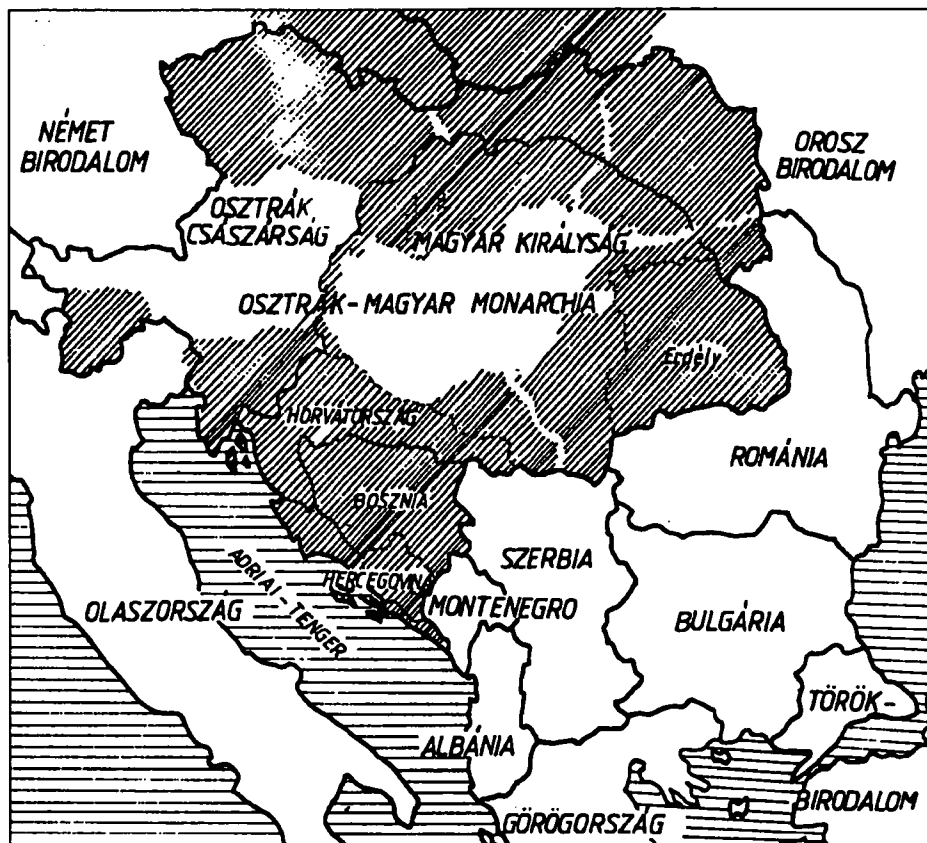 NÉMET
BIRODALOM
OROSZ
BIRODALOM
OSZTRÁK
CSÁSZÁRSÁG
MAGYAR KIRÁLYSÁG
OSZTRÁK-MAGYAR MONARCHIA
Erdély
HORVÁTORSZÁG
ROMÁNIA
BOSZNIA
SZERBIA
HERCEGOVNA
ADRIAI-TENGER
OLASZORSZÁG
MONTENEGRO
BULGÁRIA
TÖRÖK-
ALBÁNIA
BIRODALOM
GÖRÖGORSZÁG